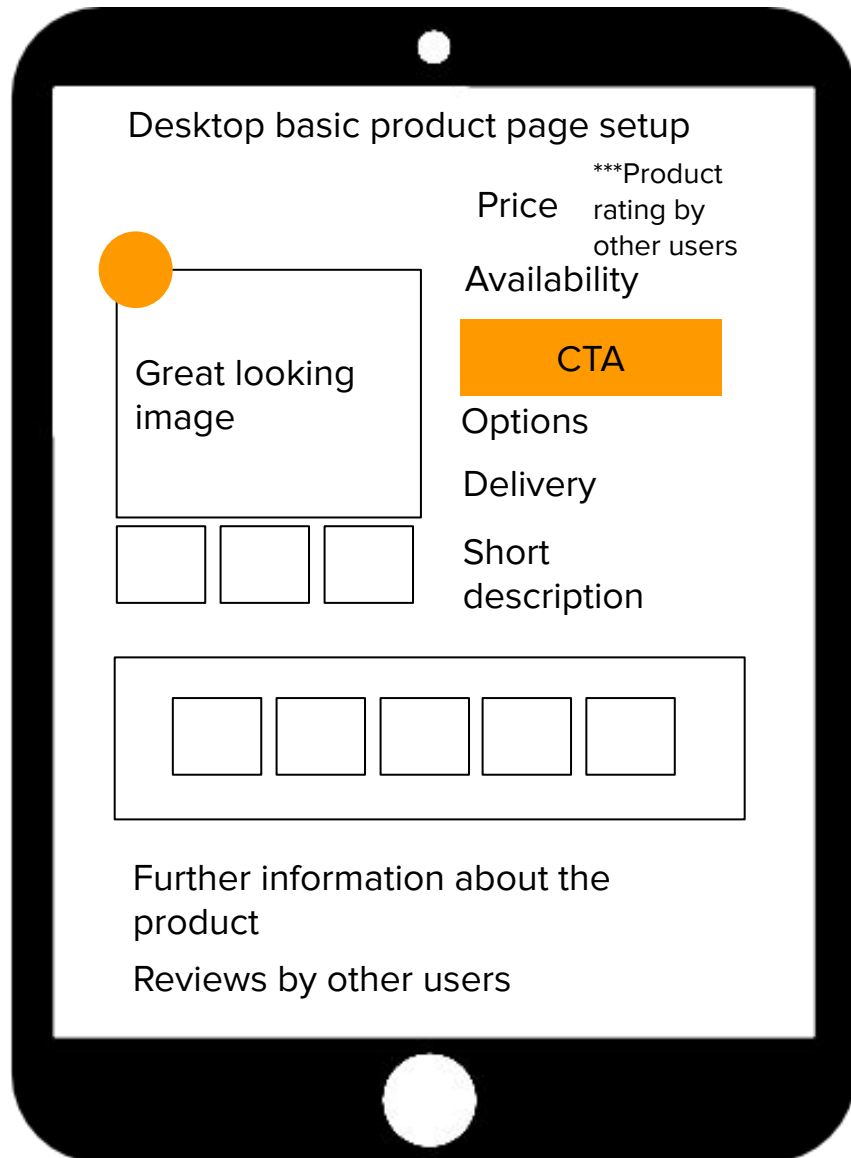 Desktop basic product page setup
Price
***Product
rating by
other users
Availability
CTA
Great looking
image
Options
Delivery
Short
description
Further information about the
product
Reviews by other users